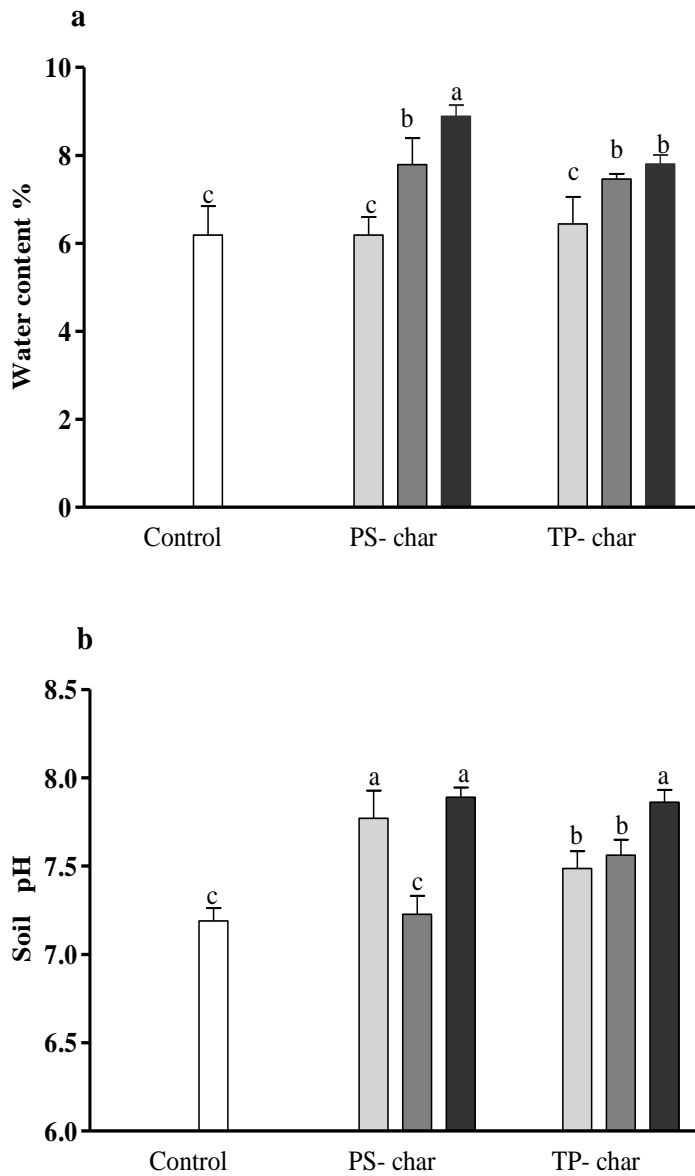 a
10
8
6
4
2
0
Water content %
c
c
b
a
c
b
b
Control PS- char TP- char
b
8.5
8.0
7.5
7.0
6.5
6.0
Soil pH
c
a
c
a
b
b
a
Control PS- char TP- char